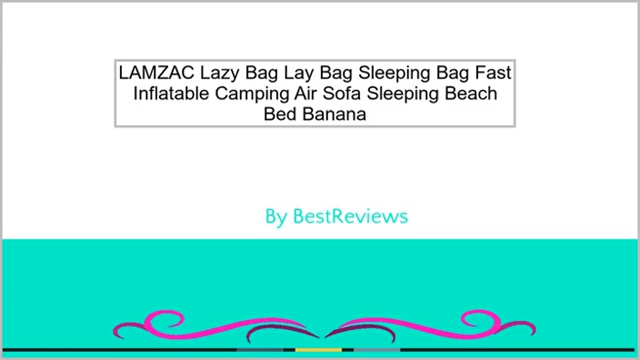 LAMZAC Lazy Bag Lay Bag Sleeping Bag Fast
Inflatable Camping Air Sofa Sleeping Beach
Bed Banana
By BestReviews